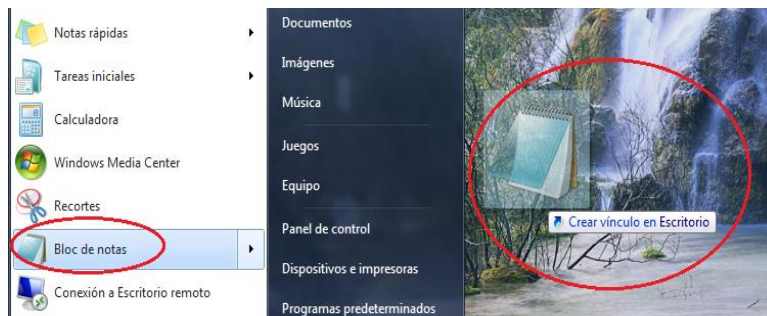 Notas rápidas
Tareas iniciales
Calculadora
Windows Media Center
Recortes
Bloc de notas
Conexión a Escritorio remoto
Documentos
Imágenes
Música
Juegos
Equipo
Panel de control
Dispositivos e impresoras
Programas predeterminados
Crear vínculo en Escritorio